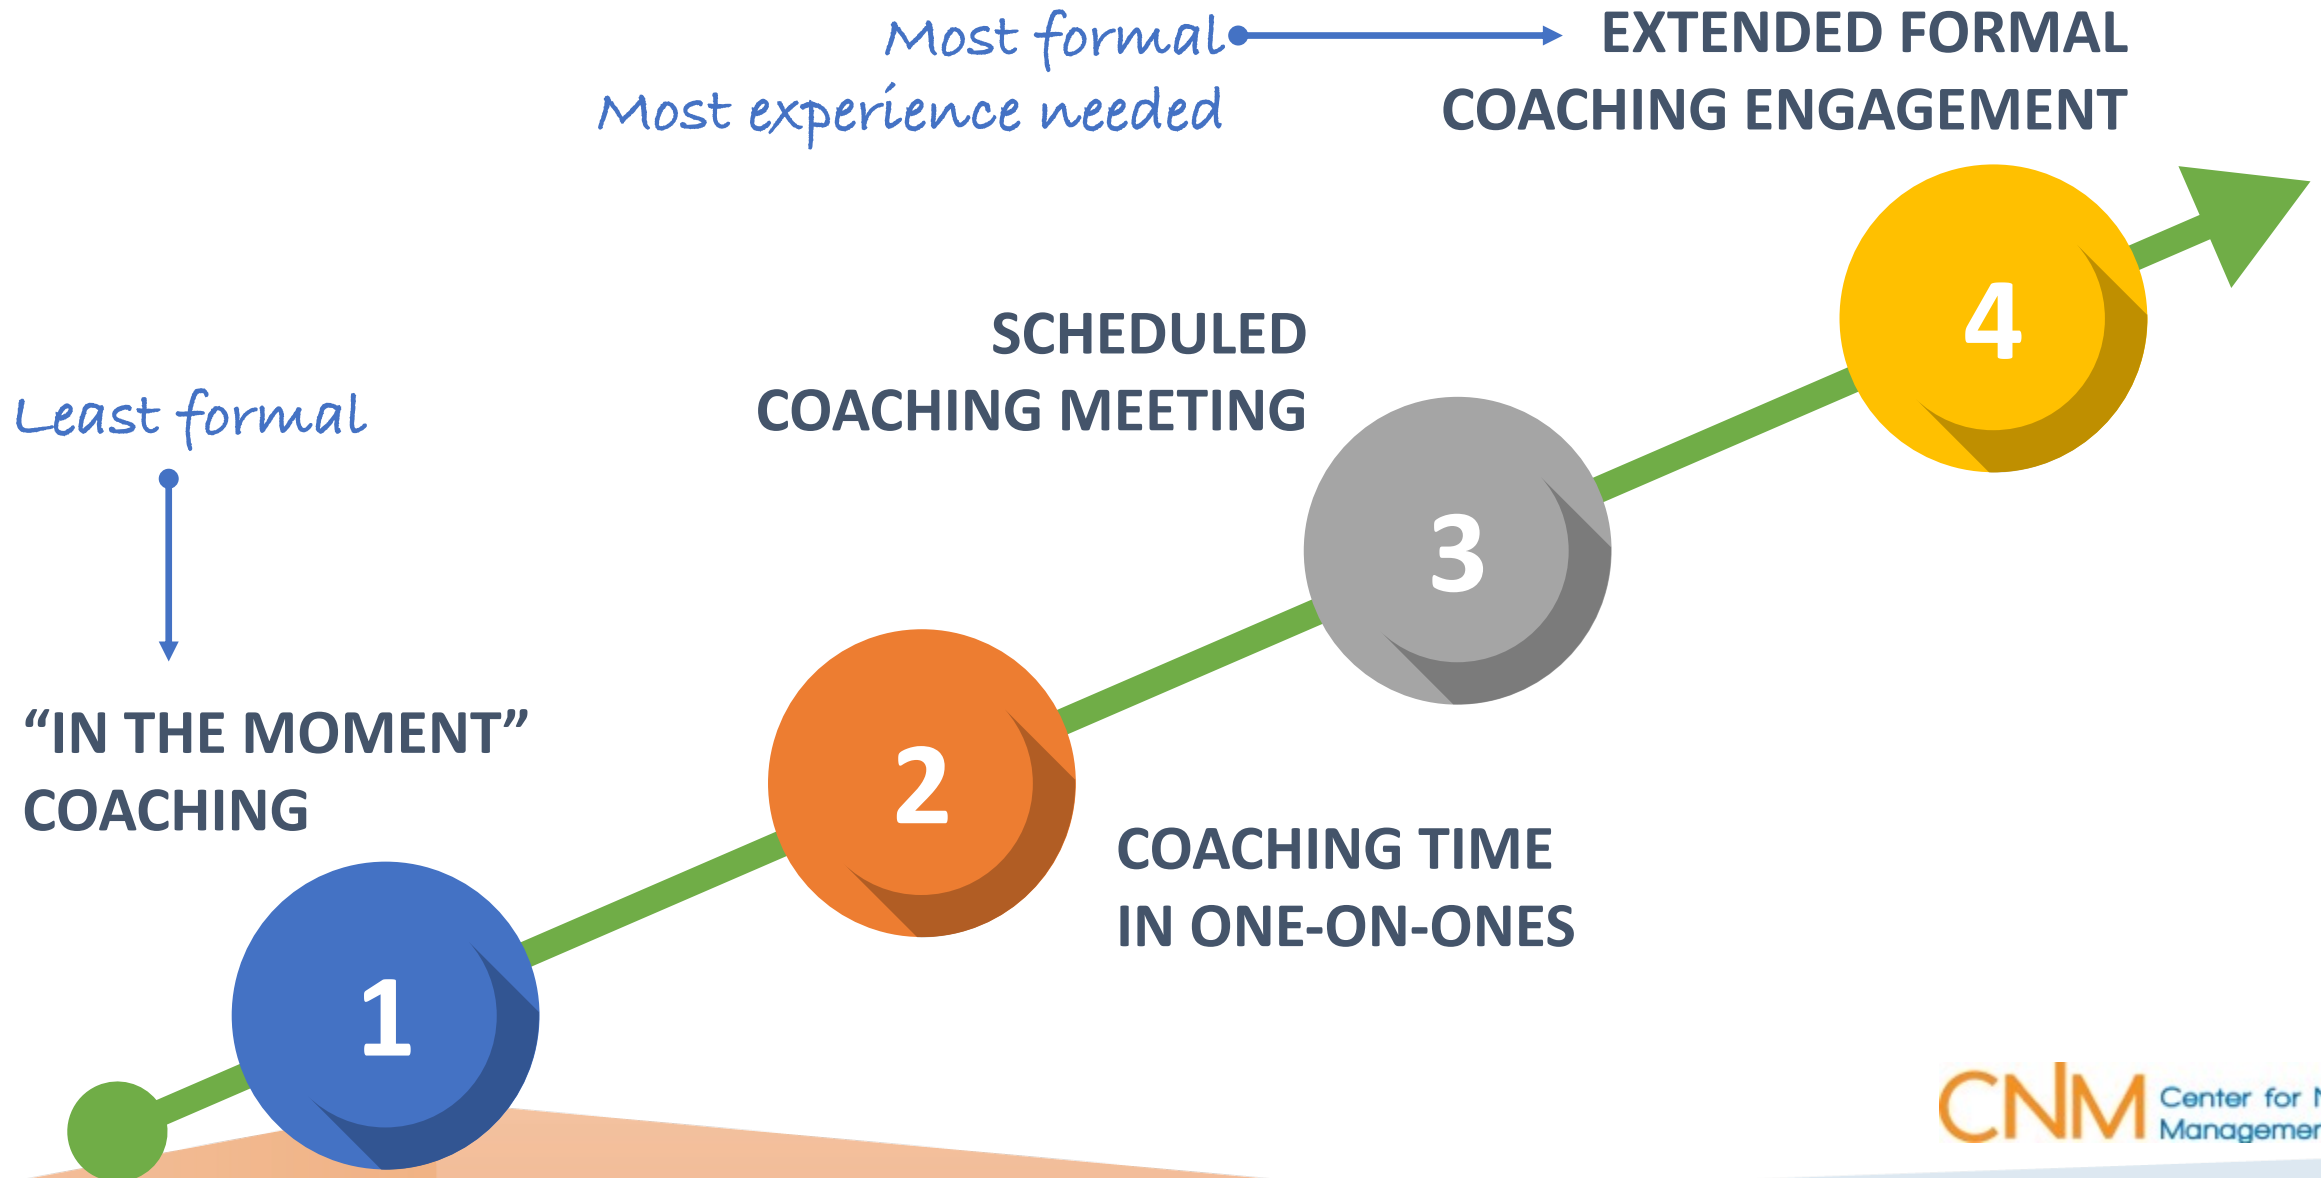 Most formal
Most experience needed
EXTENDED FORMAL
COACHING ENGAGEMENT
4
SCHEDULED
COACHING MEETING
3
Least formal
“IN THE MOMENT”
COACHING
2
COACHING TIME
IN ONE-ON-ONES
1
CNM
Center for